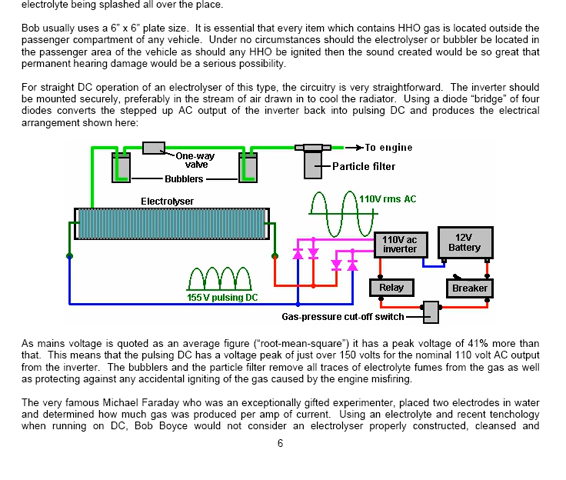 electrolyte being splashed all over the place.
Bob usually uses a 6" x 6" plate size. It is essential that every item which contains HHO gas is located outside the
passenger compartment of any vehicle. Under no circumstances should the electrolyser or bubbler be located in
the passenger area of the vehicle as should any HHO be ignited then the sound created would be so great that
permanent hearing damage would be a serious possibility.
For straight DC operation of an electrolyser of this type, the circuitry is very straightforward. The inverter should
be mounted securely, preferably in the stream of air drawn in to cool the radiator. Using a diode "bridge" of four
diodes converts the stepped up AC output of the inverter back into pulsing DC and produces the electrical
arrangement shown here:
To engine
One-way
valve
Particle filter
Bubblers
Electrolyser
110V rms AC
110V ac
inverter
12V
Battery
155 V pulsing DC
Relay
Breaker
Gas-pressure cut-off switch
As mains voltage is quoted as an average figure ("root-mean-square") it has a peak voltage of 41% more than
that. This means that the pulsing DC has a voltage peak of just over 150 volts for the nominal 110 volt AC output
from the inverter. The bubblers and the particle filter remove all traces of electrolyte fumes from the gas as well
as protecting against any accidental igniting of the gas caused by the engine misfiring.
The very famous Michael Faraday who was an exceptionally gifted experimenter, placed two electrodes in water
and determined how much gas was produced per amp of current. Using an electrolyte and recent tenchology
when running on DC, Bob Boyce would not consider an electrolyser properly constructed, cleansed and
6